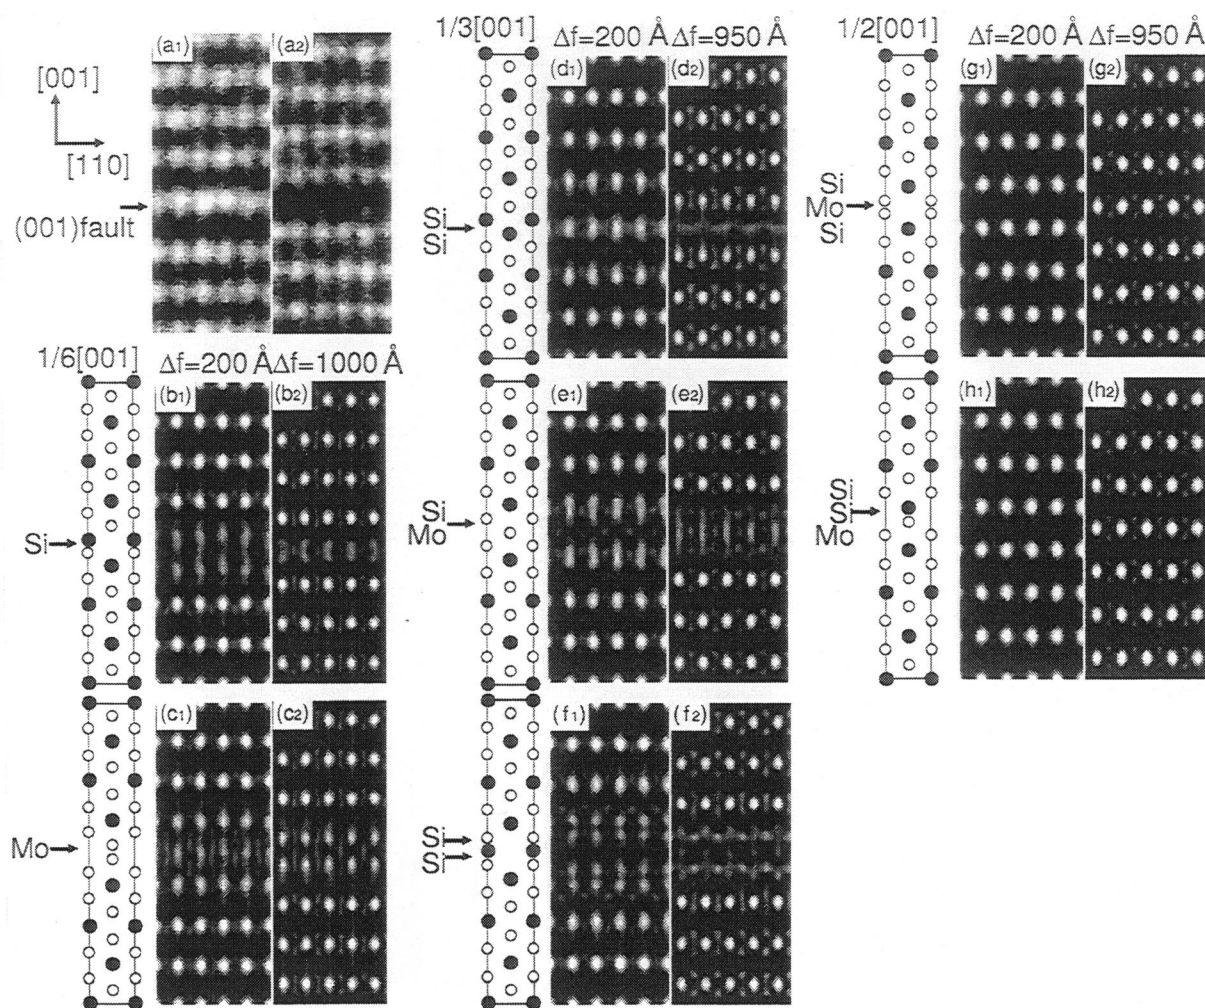 (a1)
(a2)
[001]
[110]
(001)fault
1/6[001]
Δf=200 Å
Δf=1000 Å
(b1)
(b2)
Si
(c1)
(c2)
Mo
1/3[001]
Δf=200 Å
Δf=950 Å
(d1)
(d2)
Si
Si
(e1)
(e2)
Si
Mo
(f1)
(f2)
Si
Si
1/2[001]
Δf=200 Å
Δf=950 Å
(g1)
(g2)
Si
Mo
Si
(h1)
(h2)
Si
Si
Mo